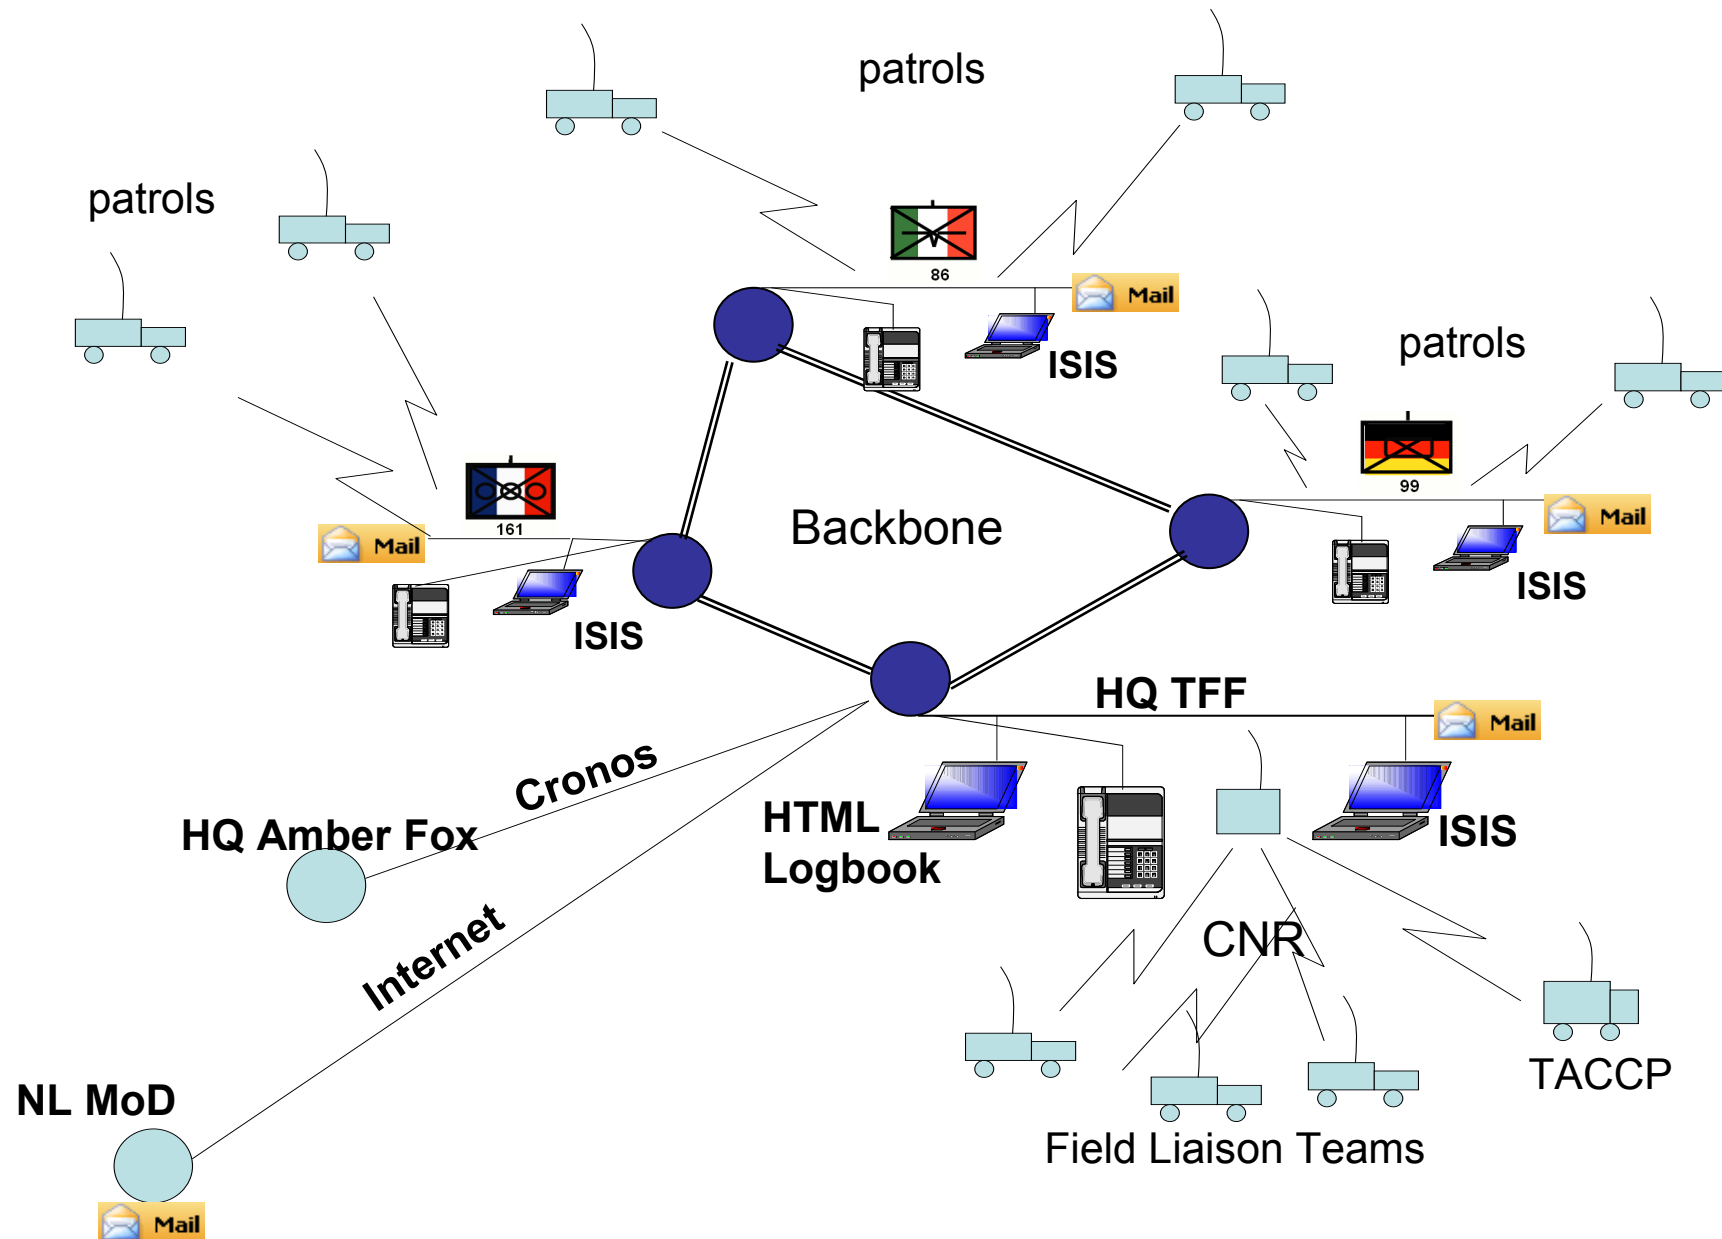 patrols
patrols
86
Mail
ISIS
patrols
99
Mail
ISIS
161
Mail
ISIS
Backbone
HQ TFF
Mail
Cronos
HTML
Logbook
ISIS
HQ Amber Fox
Internet
CNR
TACCP
NL MoD
Field Liaison Teams
Mail